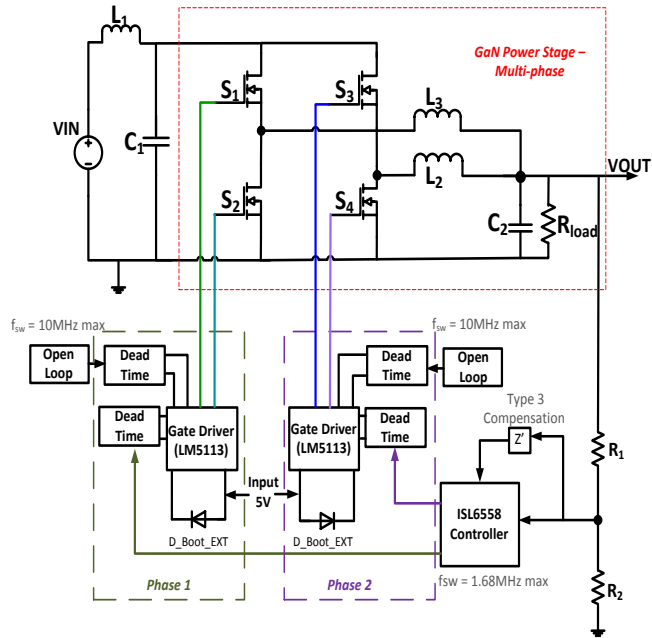 L1
GaN Power Stage –
Multi-phase
S1
S3
L3
VIN
C1
VOUT
L2
S2
S4
C2
Rload
fsw = 10MHz max
fsw = 10MHz max
Open
Loop
Dead
Time
Dead
Time
Open
Loop
Type 3
Compensation
Dead
Time
Gate Driver
(LM5113)
Gate Driver
(LM5113)
Dead
Time
Z'
R1
Input
5V
ISL6558
Controller
D_Boot_EXT
D_Boot_EXT
Phase 1
Phase 2
fsw = 1.68MHz max
R2